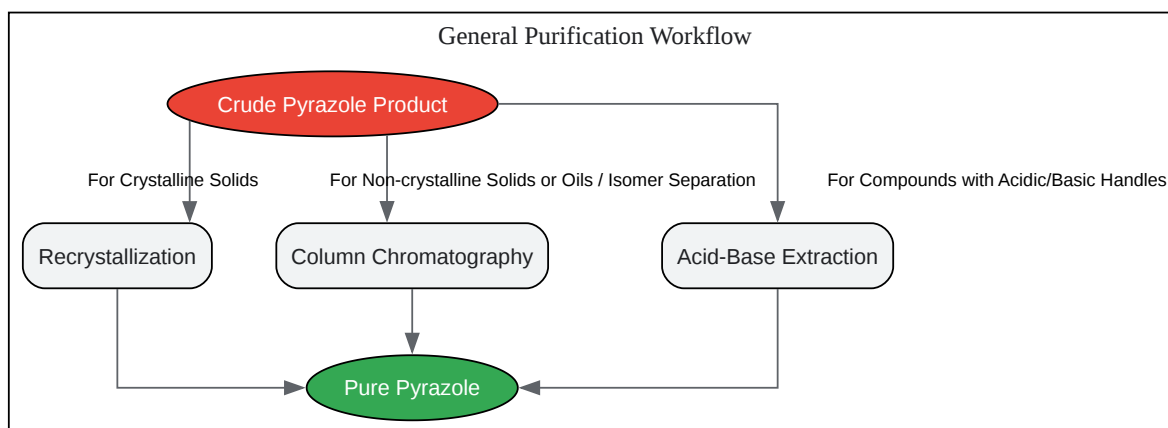 General Purification Workflow
Crude Pyrazole Product
For Crystalline Solids
For Non-crystalline Solids or Oils / Isomer Separation
For Compounds with Acidic/Basic Handles
Recrystallization
Column Chromatography
Acid-Base Extraction
Pure Pyrazole